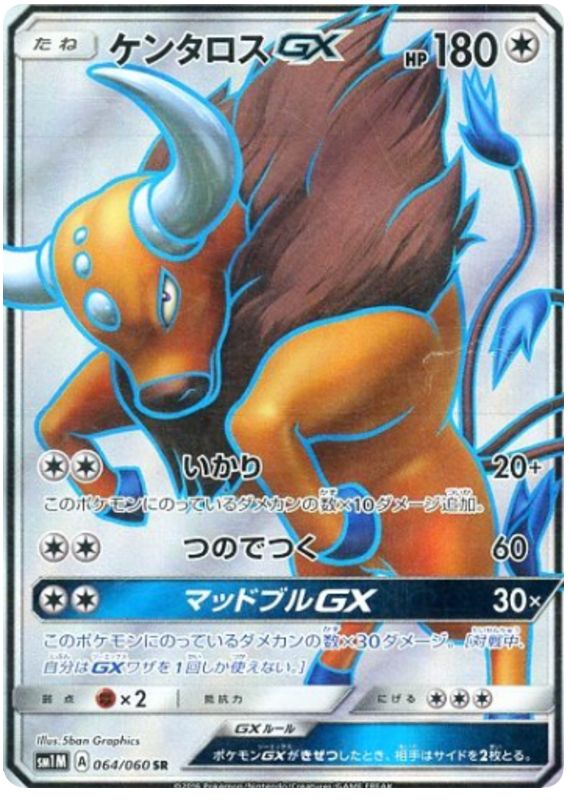 たね ケンタロスGX HP180
いかり 20+
このポケモンにのっているダメカンの数×10ダメージ追加。
つのでつく 60
マッドブルGX 30×
このポケモンにのっているダメカンの数×30ダメージ。[対戦中、
自分はGXワザを1回しか使えない。]
弱点 ×2 抵抗力 にげる
GXルール
ポケモンGXがきぜつしたとき、相手はサイドを2枚とる。
Illus. 5ban Graphics
SM1M A 064/060 SR
©2016 Pokémon/Nintendo/Creatures/GAME FREAK